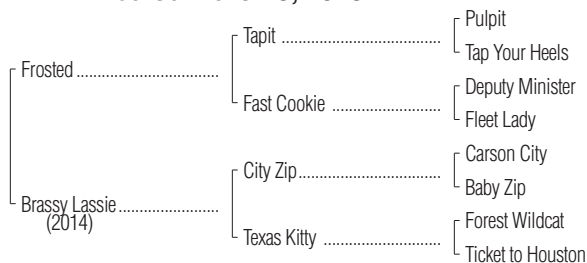 Pulpit
Tapit
Tap Your Heels
Frosted
Deputy Minister
Fast Cookie
Fleet Lady
Carson City
City Zip
Baby Zip
Brassy Lassie
(2014)
Forest Wildcat
Texas Kitty
Ticket to Houston